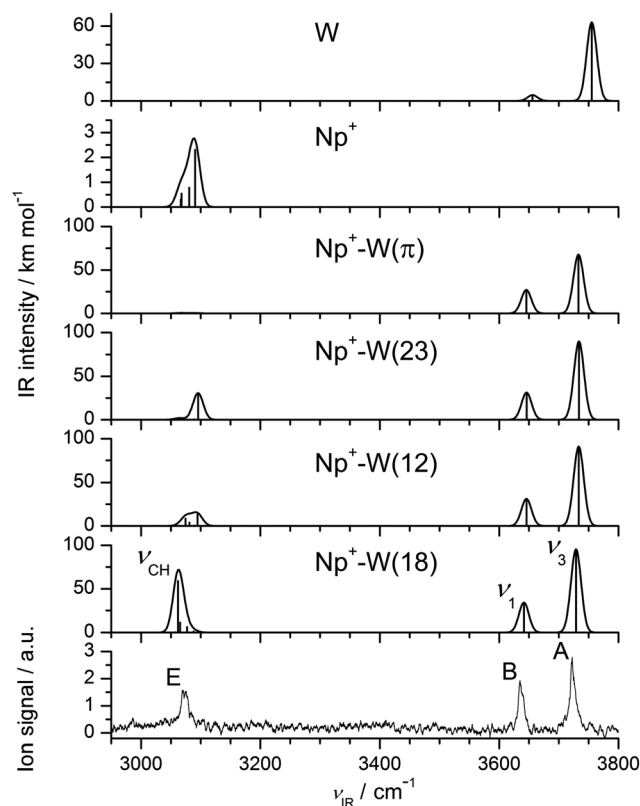 W
60
30
0
Np⁺
3
2
1
0
Np⁺-W(π)
100
50
0
Np⁺-W(23)
100
50
0
Np⁺-W(12)
100
50
0
ν_CH
Np⁺-W(18)
ν₁
ν₃
100
50
0
E
B
A
3
2
1
0
3000 3200 3400 3600 3800
ν_IR / cm⁻¹
IR intensity / km mol⁻¹
Ion signal / a.u.